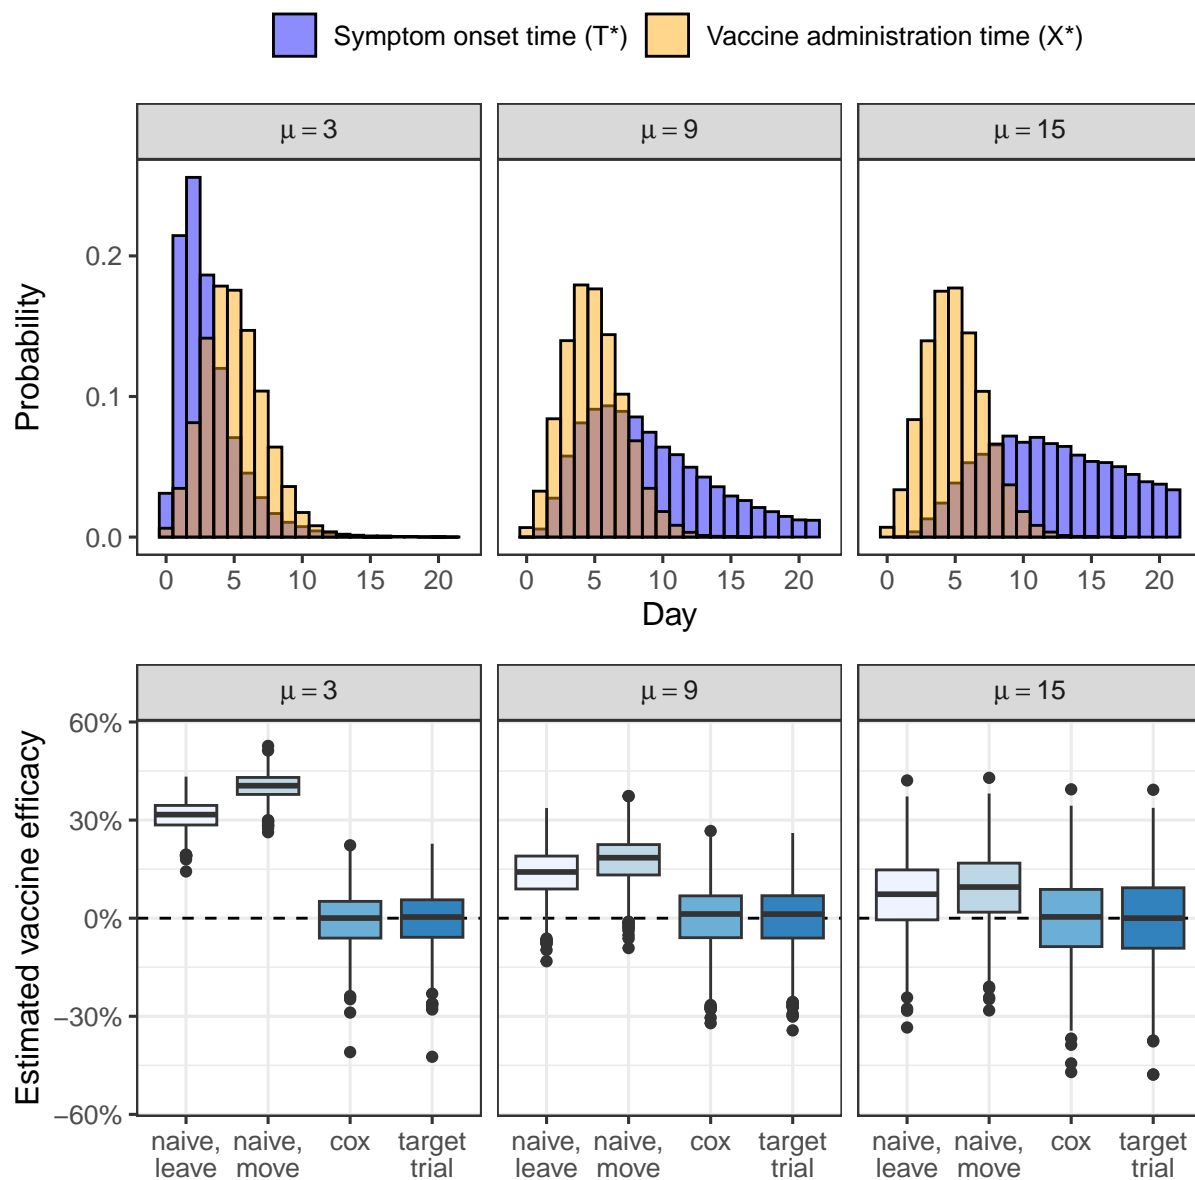 Symptom onset time (T*) Vaccine administration time (X*)
μ = 3 μ = 9 μ = 15
Probability
0.2
0.1
0.0
0 5 10 15 20 0 5 10 15 20 0 5 10 15 20
Day
μ = 3 μ = 9 μ = 15
Estimated vaccine efficacy
60%
30%
0%
−30%
−60%
naive, naive, cox target naive, naive, cox target naive, naive, cox target
leave move trial leave move trial leave move trial